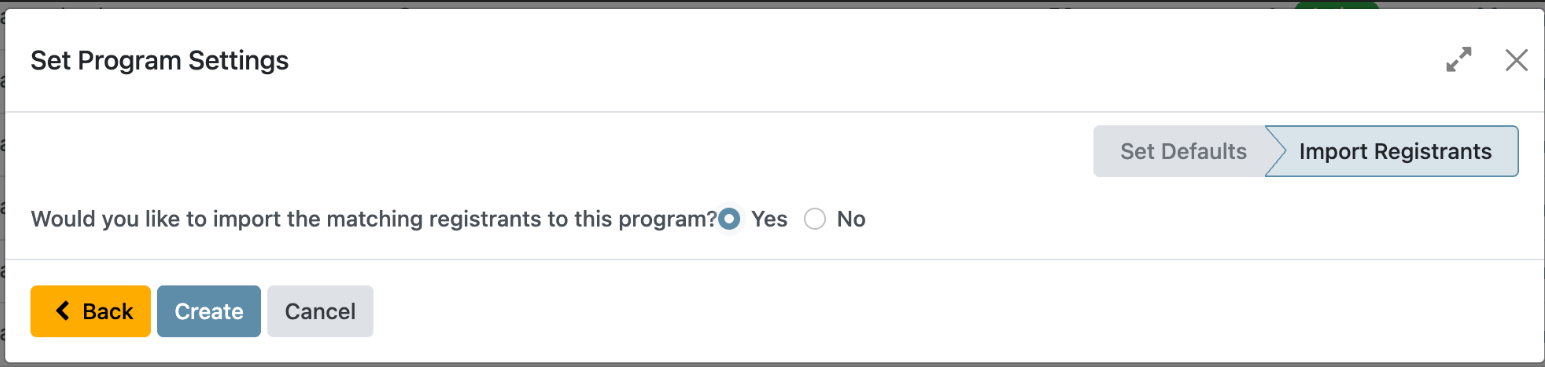 Set Program Settings
Set Defaults Import Registrants
Would you like to import the matching registrants to this program? Yes No
Back Create Cancel